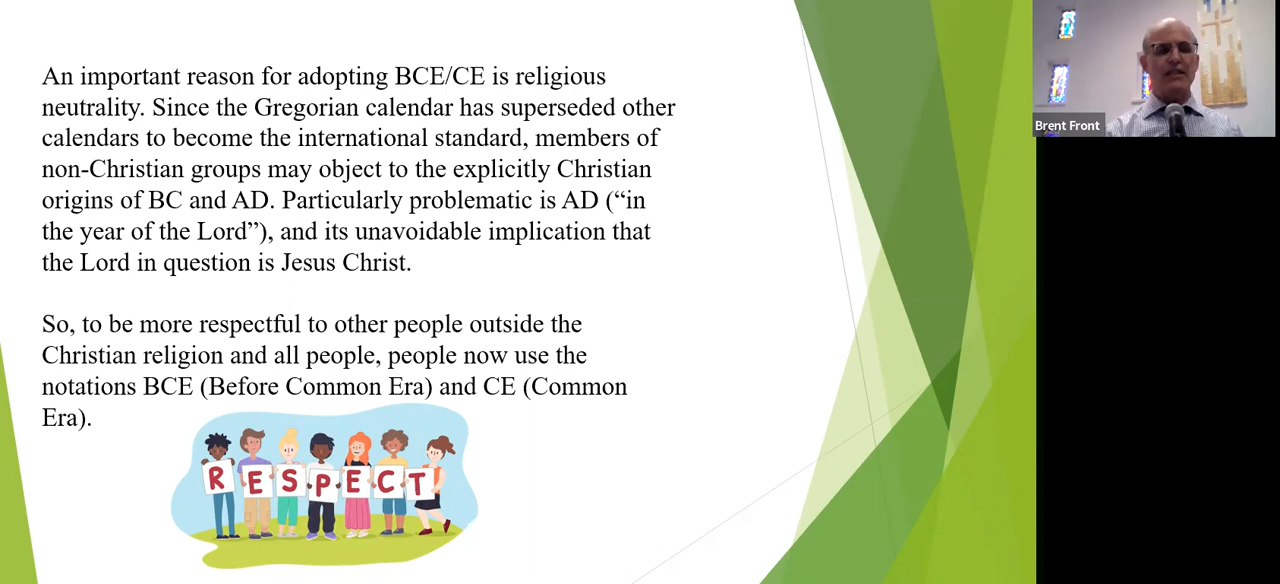 An important reason for adopting BCE/CE is religious
neutrality. Since the Gregorian calendar has superseded other
calendars to become the international standard, members of
non-Christian groups may object to the explicitly Christian
origins of BC and AD. Particularly problematic is AD (“in
the year of the Lord”), and its unavoidable implication that
the Lord in question is Jesus Christ.
So, to be more respectful to other people outside the
Christian religion and all people, people now use the
notations BCE (Before Common Era) and CE (Common
Era).
RESPECT
Brent Front